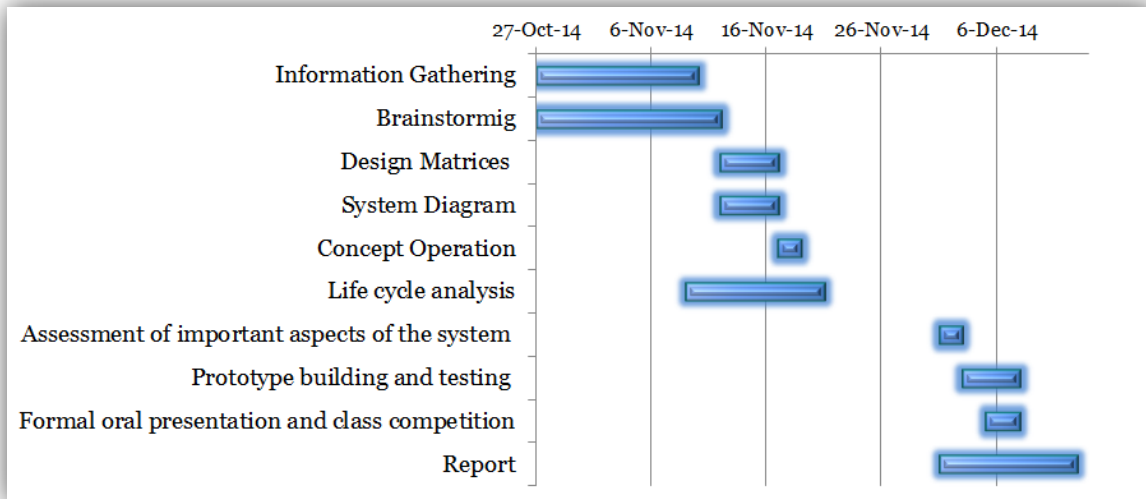 27-Oct-14 6-Nov-14 16-Nov-14 26-Nov-14 6-Dec-14
Information Gathering
Brainstormig
Design Matrices
System Diagram
Concept Operation
Life cycle analysis
Assessment of important aspects of the system
Prototype building and testing
Formal oral presentation and class competition
Report